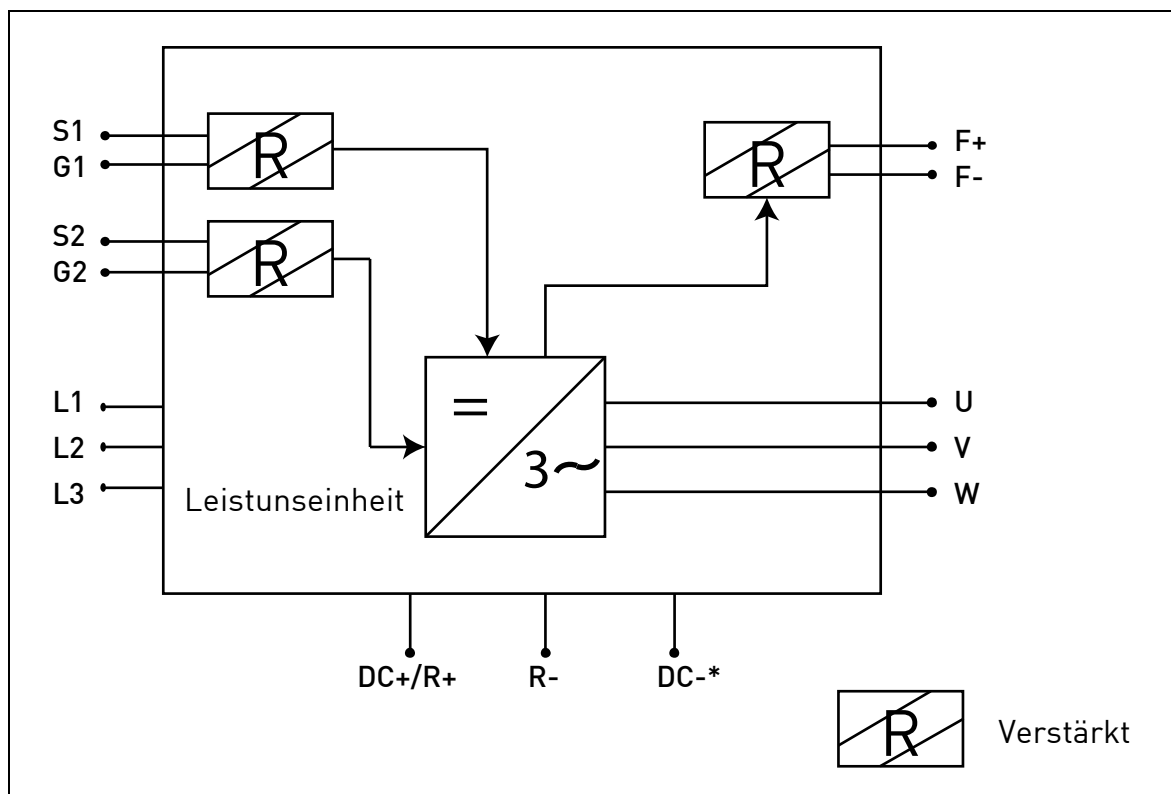 S1
G1
R
R
F+
F-
S2
G2
R
L1
L2
L3
=
3~
U
V
W
Leistunseinheit
DC+/R+
R-
DC-*
R
Verstärkt